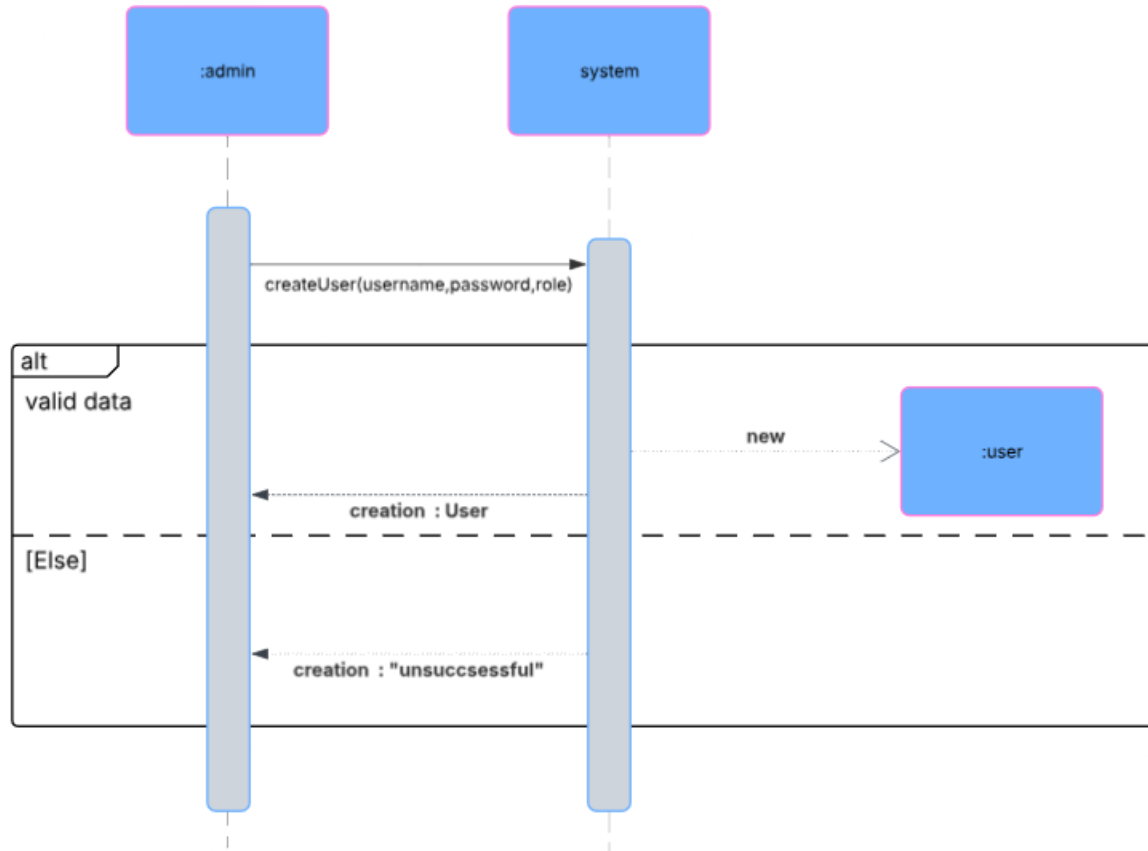 :admin
system
createUser(username,password,role)
alt
valid data
new
:user
creation : User
[Else]
creation : "unsuccsessful"